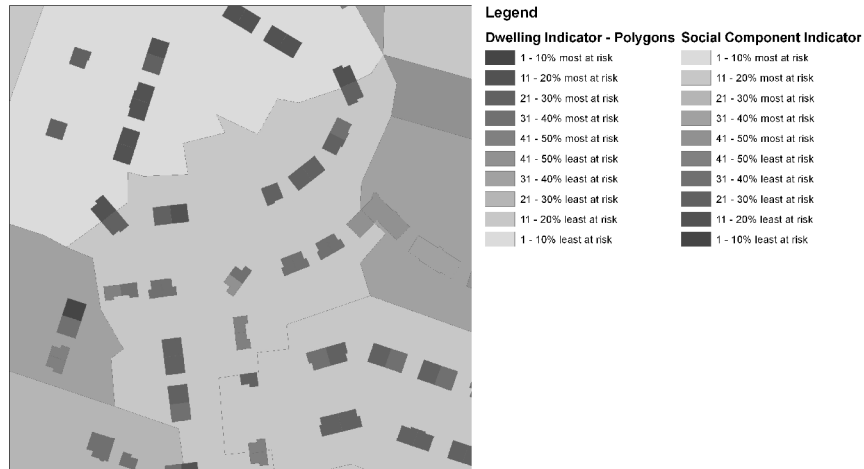 Legend
Dwelling Indicator - Polygons Social Component Indicator
1 - 10% most at risk 1 - 10% most at risk
11 - 20% most at risk 11 - 20% most at risk
21 - 30% most at risk 21 - 30% most at risk
31 - 40% most at risk 31 - 40% most at risk
41 - 50% most at risk 41 - 50% most at risk
41 - 50% least at risk 41 - 50% least at risk
31 - 40% least at risk 31 - 40% least at risk
21 - 30% least at risk 21 - 30% least at risk
11 - 20% least at risk 11 - 20% least at risk
1 - 10% least at risk 1 - 10% least at risk